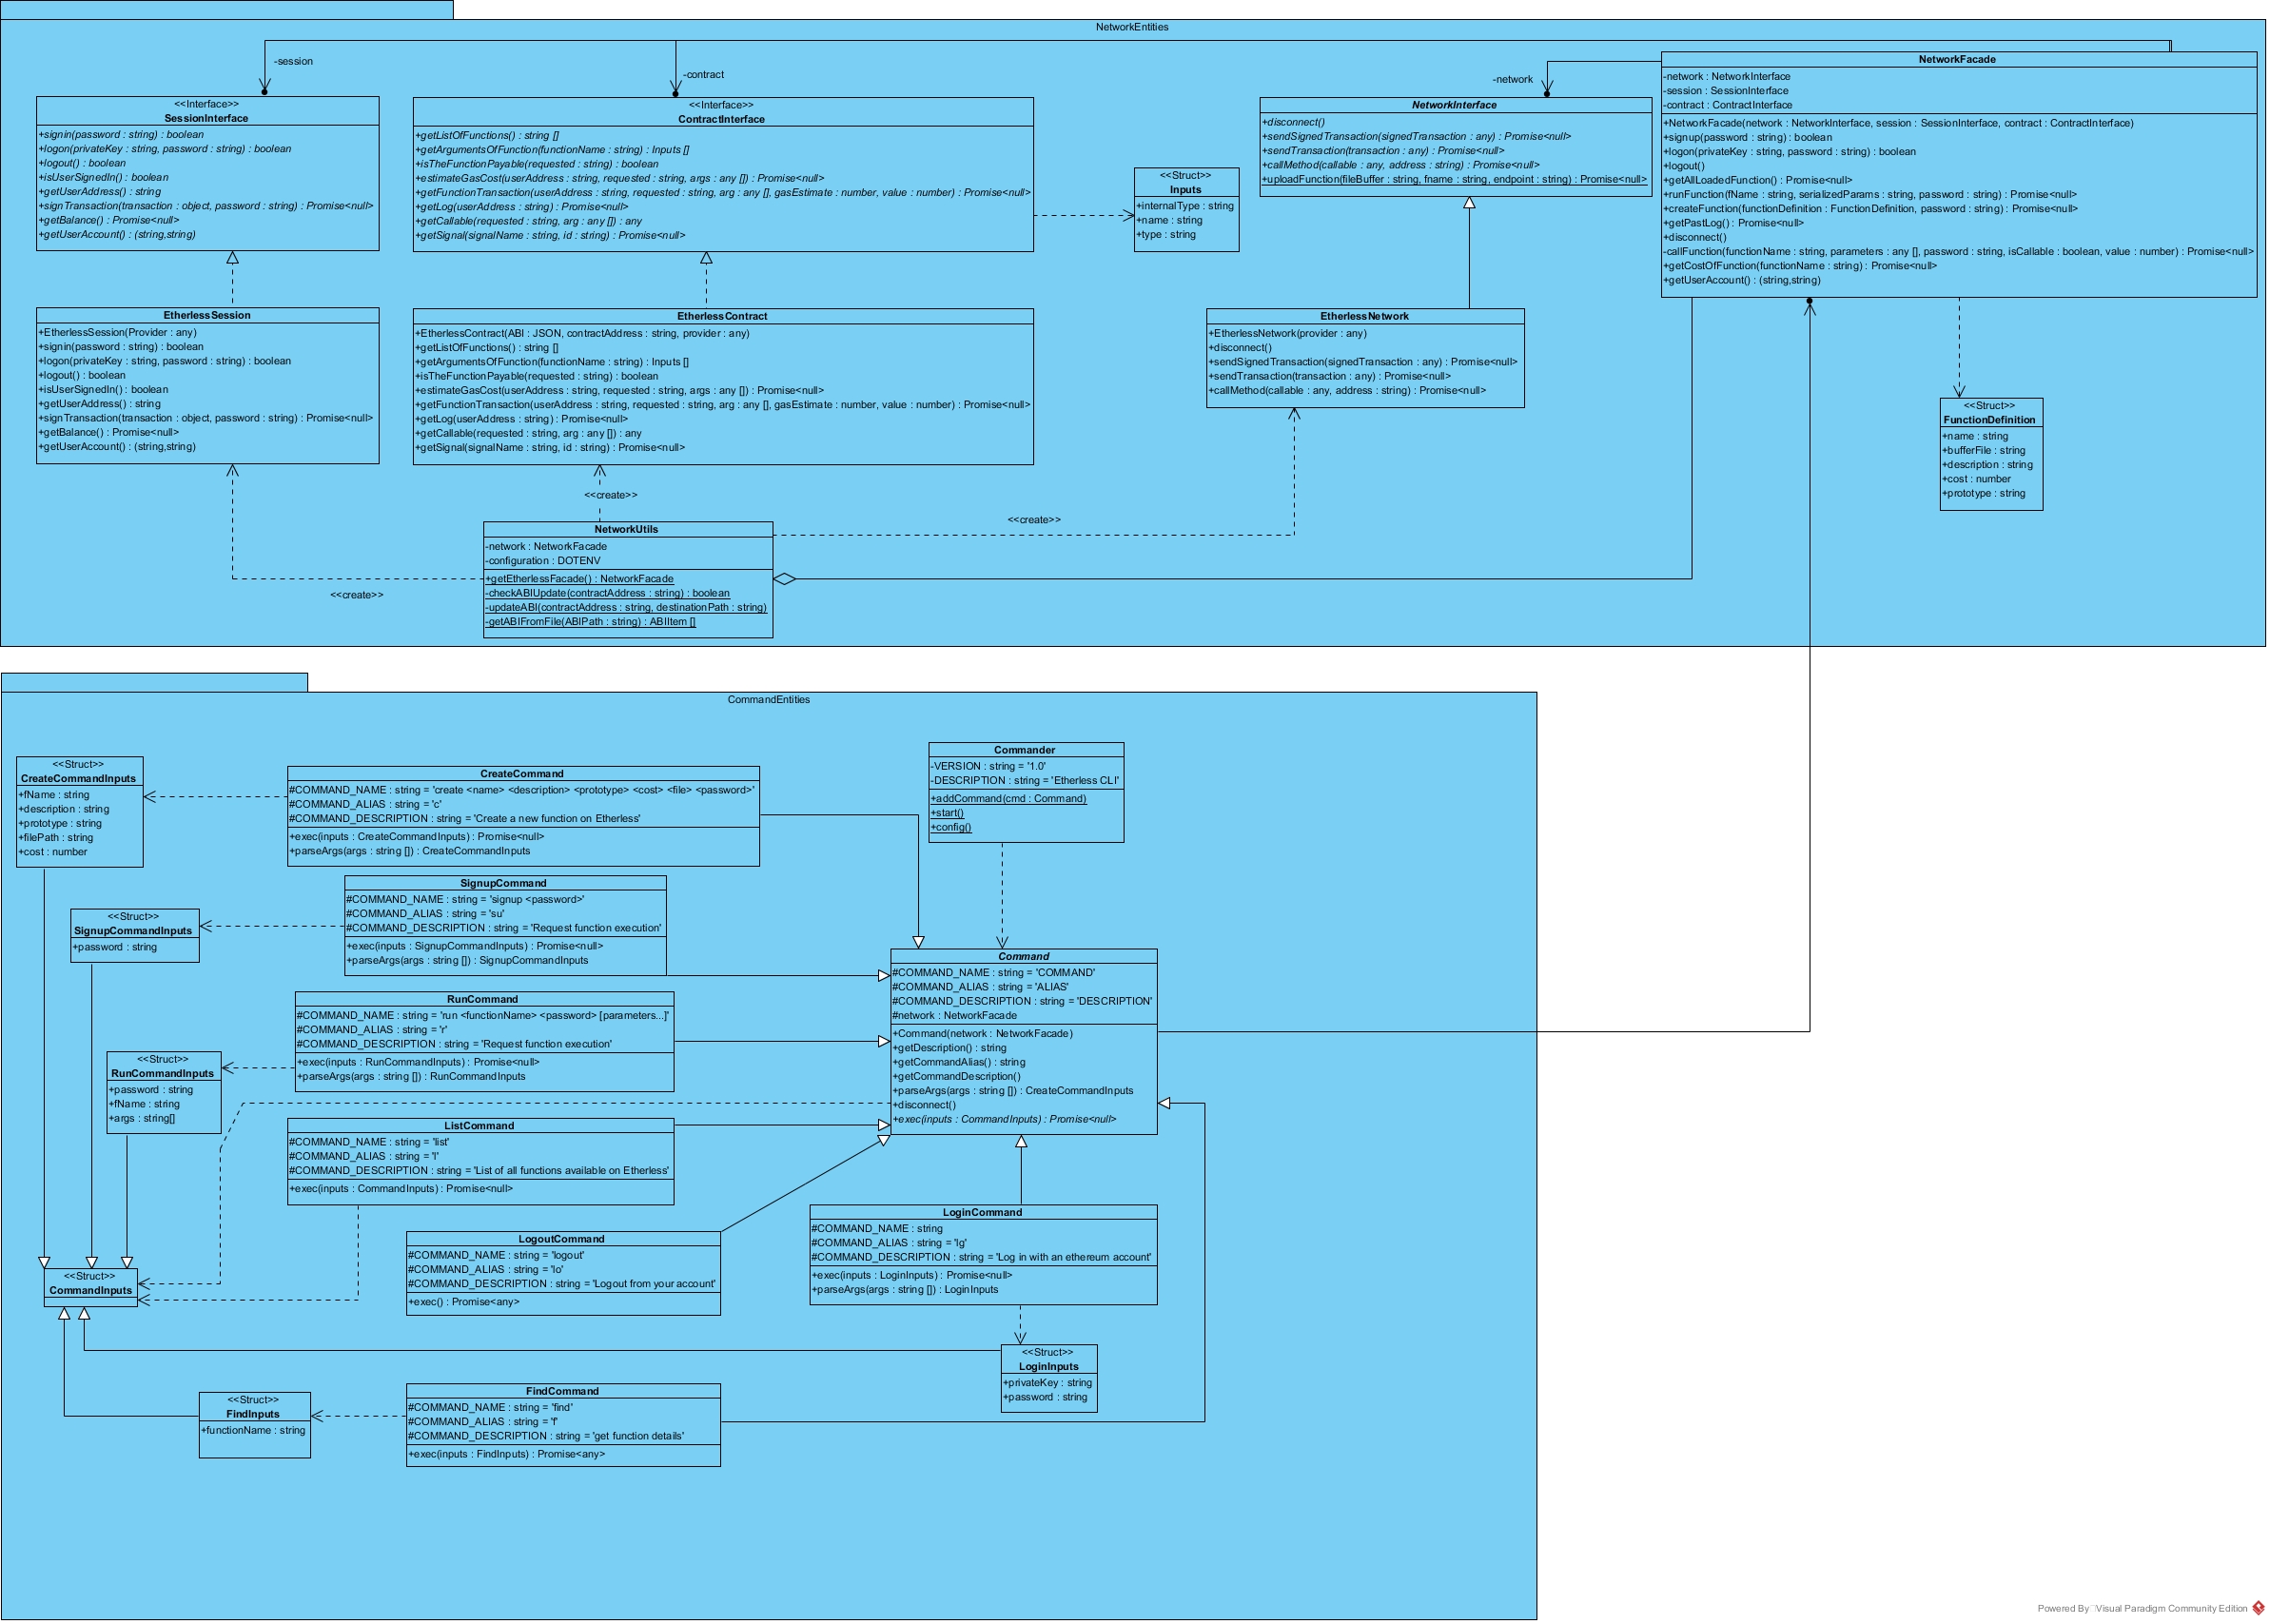 NetworkEntities
-session
-contract
-network
<<Interface>>
SessionInterface
+signin(password : string) : boolean
+logon(privateKey : string, password : string) : boolean
+logout() : boolean
+isUserSignedIn() : boolean
+getUserAddress() : string
+signTransaction(transaction : object, password : string) : Promise<null>
+getBalance() : Promise<null>
+getUserAccount() : (string,string)
<<Interface>>
ContractInterface
+getListOfFunctions() : string []
+getArgumentsOfFunction(functionName : string) : Inputs []
+isTheFunctionPayable(requested : string) : boolean
+estimateGasCost(userAddress : string, requested : string, args : any []) : Promise<null>
+getFunctionTransaction(userAddress : string, requested : string, arg : any [], gasEstimate : number, value : number) : Promise<null>
+getLog(userAddress : string) : Promise<null>
+getCallable(requested : string, arg : any []) : any
+getSignal(signalName : string, id : string) : Promise<null>
<<Struct>>
Inputs
+internalType : string
+name : string
+type : string
NetworkInterface
+disconnect()
+sendSignedTransaction(signedTransaction : any) : Promise<null>
+sendTransaction(transaction : any) : Promise<null>
+callMethod(callable : any, address : string) : Promise<null>
+uploadFunction(fileBuffer : string, fname : string, endpoint : string) : Promise<null>
NetworkFacade
-network : NetworkInterface
-session : SessionInterface
-contract : ContractInterface
+NetworkFacade(network : NetworkInterface, session : SessionInterface, contract : ContractInterface)
+signup(password : string) : boolean
+logon(privateKey : string, password : string) : boolean
+logout()
+getAllLoadedFunction() : Promise<null>
+runFunction(fName : string, serializedParams : string, password : string) : Promise<null>
+createFunction(functionDefinition : FunctionDefinition, password : string) : Promise<null>
+getPastLog() : Promise<null>
+disconnect()
-callFunction(functionName : string, parameters : any [], password : string, isCallable : boolean, value : number) : Promise<null>
+getCostOfFunction(functionName : string) : Promise<null>
+getUserAccount() : (string,string)
EtherlessSession
+EtherlessSession(Provider : any)
+signin(password : string) : boolean
+logon(privateKey : string, password : string) : boolean
+logout() : boolean
+isUserSignedIn() : boolean
+getUserAddress() : string
+signTransaction(transaction : object, password : string) : Promise<null>
+getBalance() : Promise<null>
+getUserAccount() : (string,string)
EtherlessContract
+EtherlessContract(ABI : JSON, contractAddress : string, provider : any)
+getListOfFunctions() : string []
+getArgumentsOfFunction(functionName : string) : Inputs []
+isTheFunctionPayable(requested : string) : boolean
+estimateGasCost(userAddress : string, requested : string, args : any []) : Promise<null>
+getFunctionTransaction(userAddress : string, requested : string, arg : any [], gasEstimate : number, value : number) : Promise<null>
+getLog(userAddress : string) : Promise<null>
+getCallable(requested : string, arg : any []) : any
+getSignal(signalName : string, id : string) : Promise<null>
EtherlessNetwork
+EtherlessNetwork(provider : any)
+disconnect()
+sendSignedTransaction(signedTransaction : any) : Promise<null>
+sendTransaction(transaction : any) : Promise<null>
+callMethod(callable : any, address : string) : Promise<null>
<<Struct>>
FunctionDefinition
+name : string
+bufferFile : string
+description : string
+cost : number
+prototype : string
<<create>>
<<create>>
<<create>>
NetworkUtils
-network : NetworkFacade
-configuration : DOTENV
+getEtherlessFacade() : NetworkFacade
-checkABIUpdate(contractAddress : string) : boolean
-updateABI(contractAddress : string, destinationPath : string)
-getABIFromFile(ABIPath : string) : ABIItem []
CommandEntities
<<Struct>>
CreateCommandInputs
+fName : string
+description : string
+prototype : string
+filePath : string
+cost : number
CreateCommand
#COMMAND_NAME : string = 'create <name> <description> <prototype> <cost> <file> <password>'
#COMMAND_ALIAS : string = 'c'
#COMMAND_DESCRIPTION : string = 'Create a new function on Etherless'
+exec(inputs : CreateCommandInputs) : Promise<null>
+parseArgs(args : string []) : CreateCommandInputs
Commander
-VERSION : string = '1.0'
-DESCRIPTION : string = 'Etherless CLI'
+addCommand(cmd : Command)
+start()
+config()
<<Struct>>
SignupCommandInputs
+password : string
SignupCommand
#COMMAND_NAME : string = 'signup <password>'
#COMMAND_ALIAS : string = 'su'
#COMMAND_DESCRIPTION : string = 'Request function execution'
+exec(inputs : SignupCommandInputs) : Promise<null>
+parseArgs(args : string []) : SignupCommandInputs
Command
#COMMAND_NAME : string = 'COMMAND'
#COMMAND_ALIAS : string = 'ALIAS'
#COMMAND_DESCRIPTION : string = 'DESCRIPTION'
#network : NetworkFacade
+Command(network : NetworkFacade)
+getDescription() : string
+getCommandAlias() : string
+getCommandDescription()
+parseArgs(args : string []) : CreateCommandInputs
+disconnect()
+exec(inputs : CommandInputs) : Promise<null>
RunCommand
#COMMAND_NAME : string = 'run <functionName> <password> [parameters...]'
#COMMAND_ALIAS : string = 'r'
#COMMAND_DESCRIPTION : string = 'Request function execution'
+exec(inputs : RunCommandInputs) : Promise<null>
+parseArgs(args : string []) : RunCommandInputs
<<Struct>>
RunCommandInputs
+password : string
+fName : string
+args : string[]
ListCommand
#COMMAND_NAME : string = 'list'
#COMMAND_ALIAS : string = 'l'
#COMMAND_DESCRIPTION : string = 'List of all functions available on Etherless'
+exec(inputs : CommandInputs) : Promise<null>
LogoutCommand
#COMMAND_NAME : string = 'logout'
#COMMAND_ALIAS : string = 'lo'
#COMMAND_DESCRIPTION : string = 'Logout from your account'
+exec() : Promise<any>
LoginCommand
#COMMAND_NAME : string
#COMMAND_ALIAS : string = 'lg'
#COMMAND_DESCRIPTION : string = 'Log in with an ethereum account'
+exec(inputs : LoginInputs) : Promise<null>
+parseArgs(args : string []) : LoginInputs
<<Struct>>
CommandInputs
<<Struct>>
LoginInputs
+privateKey : string
+password : string
<<Struct>>
FindInputs
+functionName : string
FindCommand
#COMMAND_NAME : string = 'find'
#COMMAND_ALIAS : string = 'f'
#COMMAND_DESCRIPTION : string = 'get function details'
+exec(inputs : FindInputs) : Promise<any>
Powered By Visual Paradigm Community Edition